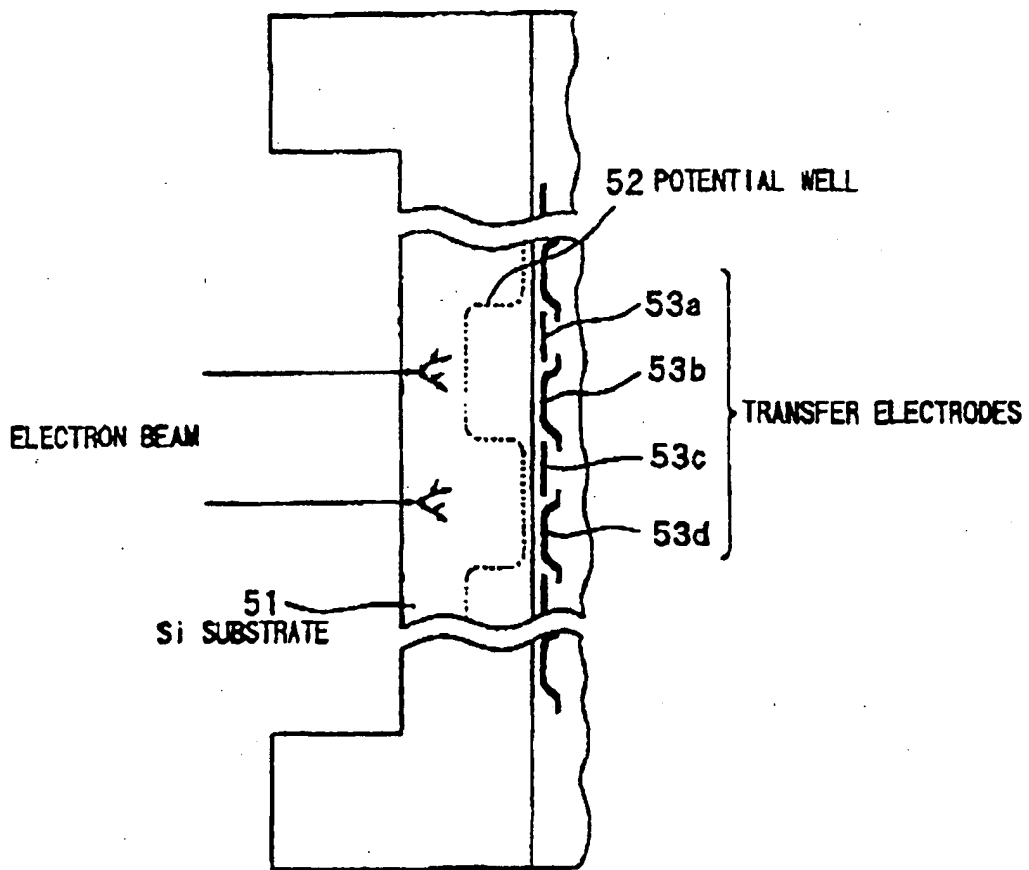 52 POTENTIAL WELL
53a
53b
TRANSFER ELECTRODES
ELECTRON BEAM
53c
53d
51
Si SUBSTRATE